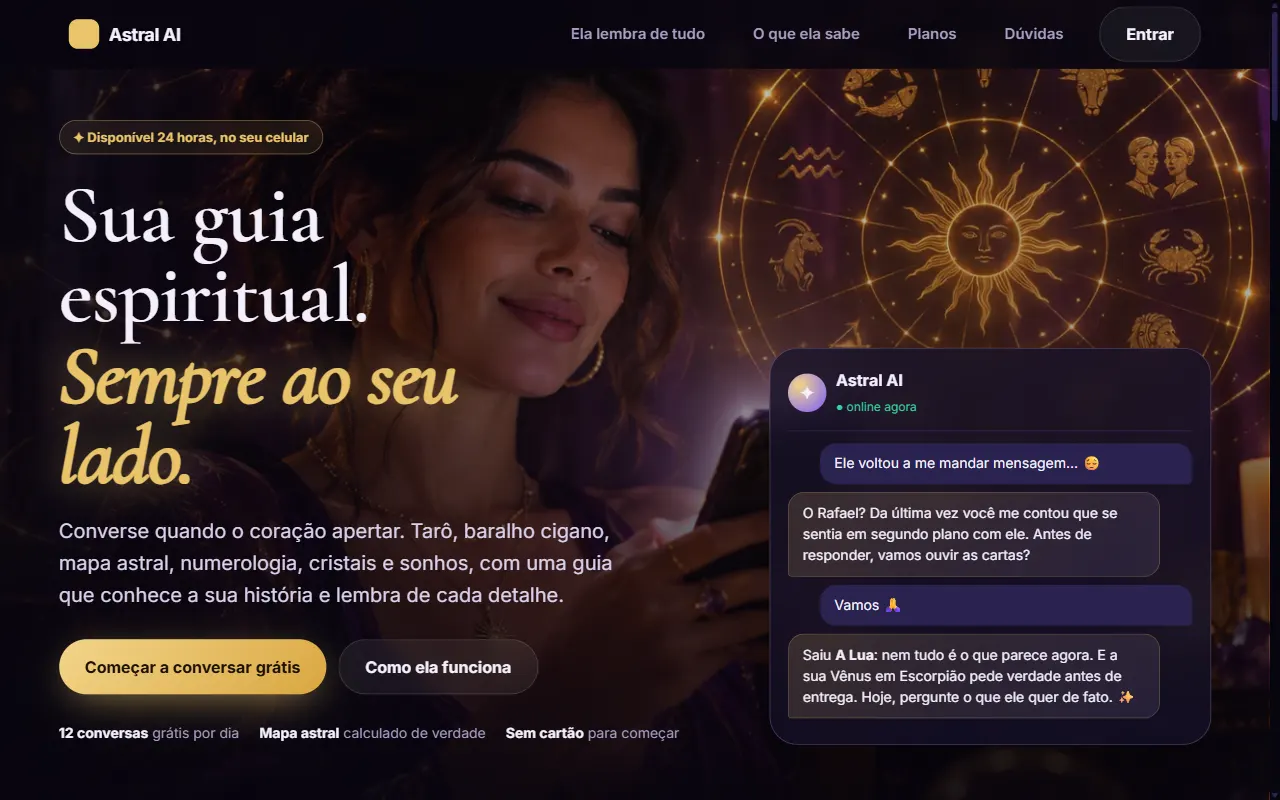 Astral AI
Ela lembra de tudo
O que ela sabe
Planos
Dúvidas
Entrar
✦ Disponível 24 horas, no seu celular
Sua guia
espiritual.
Sempre ao seu
lado.
Converse quando o coração apertar. Tarô, baralho cigano,
mapa astral, numerologia, cristais e sonhos, com uma guia
que conhece a sua história e lembra de cada detalhe.
Começar a conversar grátis
Como ela funciona
12 conversas grátis por dia
Mapa astral calculado de verdade
Sem cartão para começar
Astral AI
● online agora
Ele voltou a me mandar mensagem... 😔
O Rafael? Da última vez você me contou que se
sentia em segundo plano com ele. Antes de
responder, vamos ouvir as cartas?
Vamos 🙏
Saiu A Lua: nem tudo é o que parece agora. E a
sua Vênus em Escorpião pede verdade antes de
entrega. Hoje, pergunte o que ele quer de fato. ✨